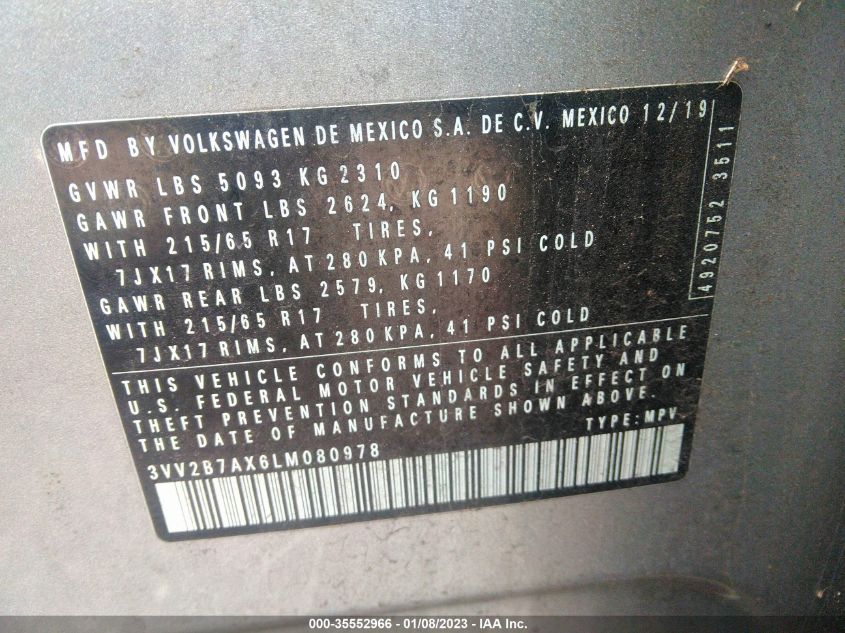 MFD BY VOLKSWAGEN DE MEXICO S.A. DE C.V. MEXICO 12/19
GVWR LBS 5093 KG 2310
GAWR FRONT LBS 2624, KG 1190
WITH 215/65 R17 TIRES,
7JX17 RIMS, AT 280 KPA, 41 PSI COLD
GAWR REAR LBS 2579, KG 1170
WITH 215/65 R17 TIRES,
7JX17 RIMS, AT 280 KPA, 41 PSI COLD
THIS VEHICLE CONFORMS TO ALL APPLICABLE
U.S. FEDERAL MOTOR VEHICLE SAFETY AND
THEFT PREVENTION STANDARDS IN EFFECT ON
THE DATE OF MANUFACTURE SHOWN ABOVE.
TYPE:MPV
3VV2B7AX6LM080978
4920752 3511
000-35552966 - 01/08/2023 - IAA Inc.